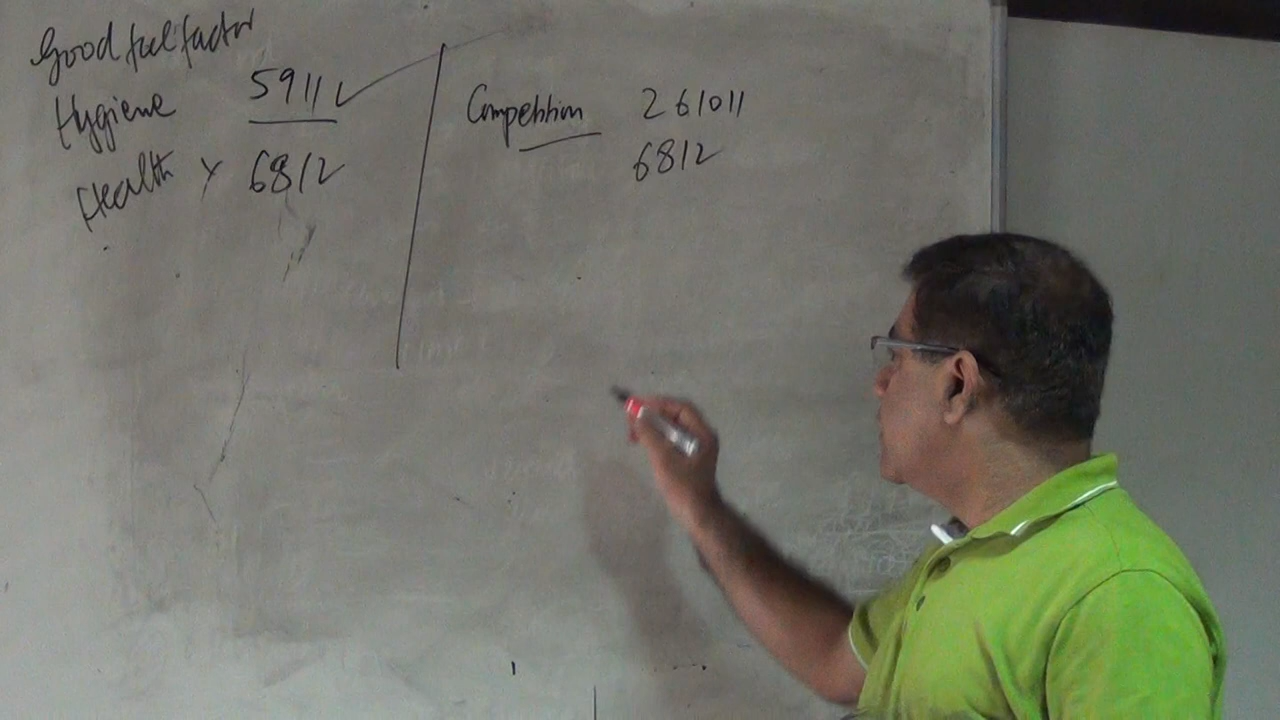 Good feel factor
Hygiene 5911 ✓
Health x 6812
Competition 261011
6812